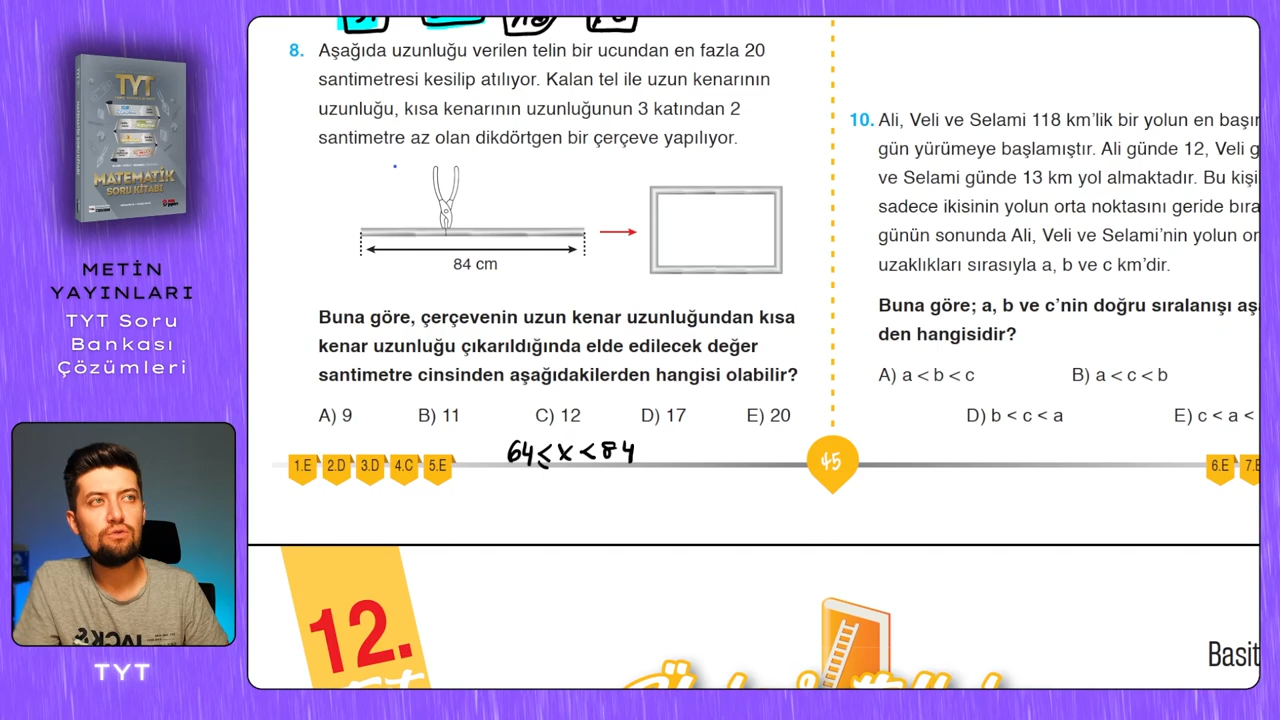 TYT
MATEMATİK
SORU KİTABI
METİN
YAYINLARI
TYT Soru
Bankası
Çözümleri
TYT
8. Aşağıda uzunluğu verilen telin bir ucundan en fazla 20
santimetresi kesilip atılıyor. Kalan tel ile uzun kenarının
uzunluğu, kısa kenarının uzunluğunun 3 katından 2
santimetre az olan dikdörtgen bir çerçeve yapılıyor.
84 cm
Buna göre, çerçevenin uzun kenar uzunluğundan kısa
kenar uzunluğu çıkarıldığında elde edilecek değer
santimetre cinsinden aşağıdakilerden hangisi olabilir?
A) 9 B) 11 C) 12 D) 17 E) 20
64 ≤ x < 84
1.E 2.D 3.D 4.C 5.E
45
10. Ali, Veli ve Selami 118 km'lik bir yolun en başır
gün yürümeye başlamıştır. Ali günde 12, Veli g
ve Selami günde 13 km yol almaktadır. Bu kişi
sadece ikisinin yolun orta noktasını geride bıra
günün sonunda Ali, Veli ve Selami'nin yolun or
uzaklıkları sırasıyla a, b ve c km'dir.
Buna göre; a, b ve c'nin doğru sıralanışı aş
den hangisidir?
A) a < b < c B) a < c < b
D) b < c < a E) c < a <
6.E 7.E
12.
Basit